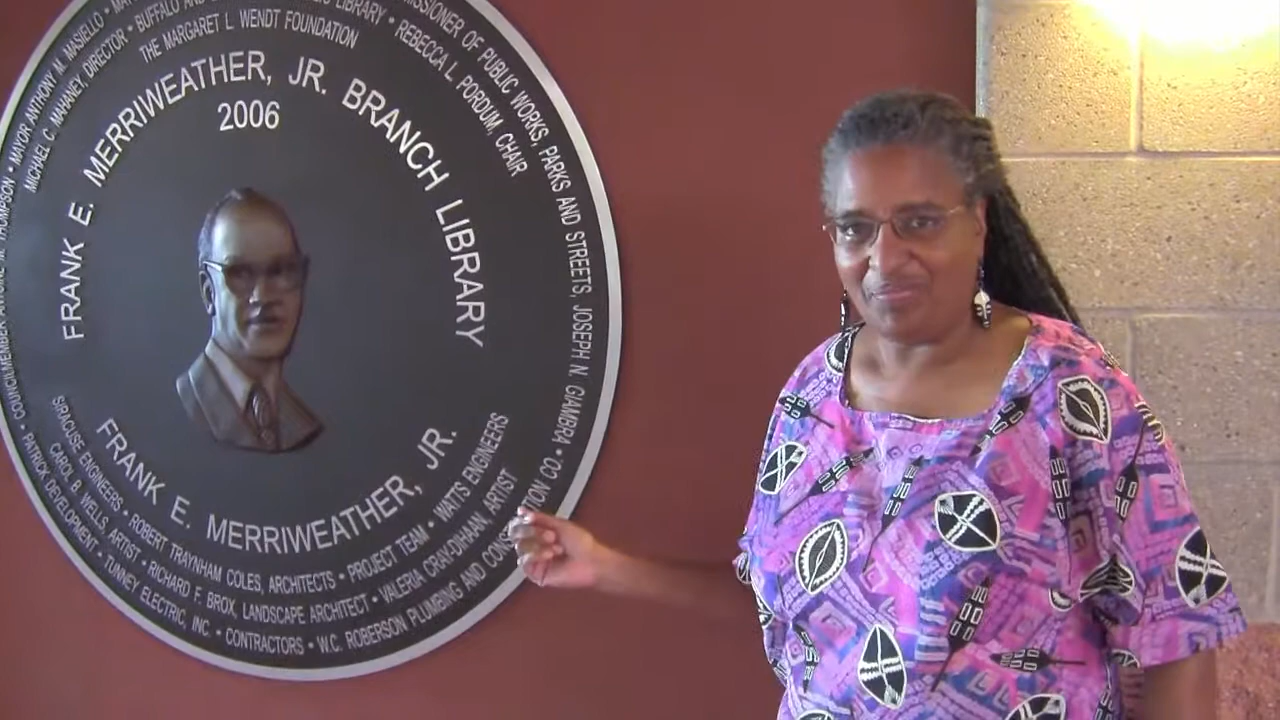 COUNCILMEMBER ANTOINE M. THOMPSON • MAYOR ANTHONY M. MASIELLO •
COMMISSIONER OF PUBLIC WORKS, PARKS AND STREETS, JOSEPH N. GIAMBRA • CO
MICHAEL C. MAHANEY, DIRECTOR • BUFFALO AND LIBRARY • REBECCA L. PORDUM, CHAIR
THE MARGARET L. WENDT FOUNDATION
FRANK E. MERRIWEATHER, JR. BRANCH LIBRARY
2006
FRANK E. MERRIWEATHER, JR.
SIRACUSE ENGINEERS • ROBERT TRAYNHAM COLES, ARCHITECTS • PROJECT TEAM • WATTS ENGINEERS
CAROL B. WELLS, ARTIST • RICHARD F. BROX, LANDSCAPE ARCHITECT • VALERIA CRAY-DIHAAN, ARTIST
• PATRICK DEVELOPMENT • TUNNEY ELECTRIC, INC. • CONTRACTORS • W.C. ROBERSON PLUMBING AND